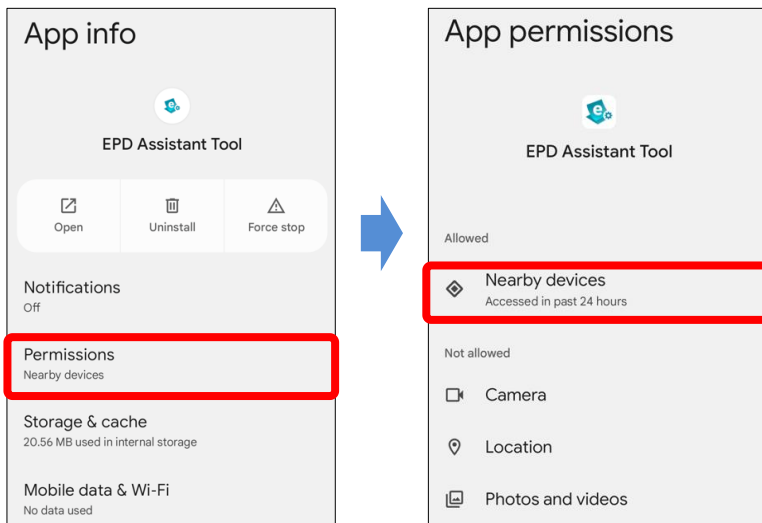 App info
EPD Assistant Tool
Open
Uninstall
Force stop
Notifications
Off
Permissions
Nearby devices
Storage & cache
20.56 MB used in internal storage
Mobile data & Wi-Fi
No data used
App permissions
EPD Assistant Tool
Allowed
Nearby devices
Accessed in past 24 hours
Not allowed
Camera
Location
Photos and videos